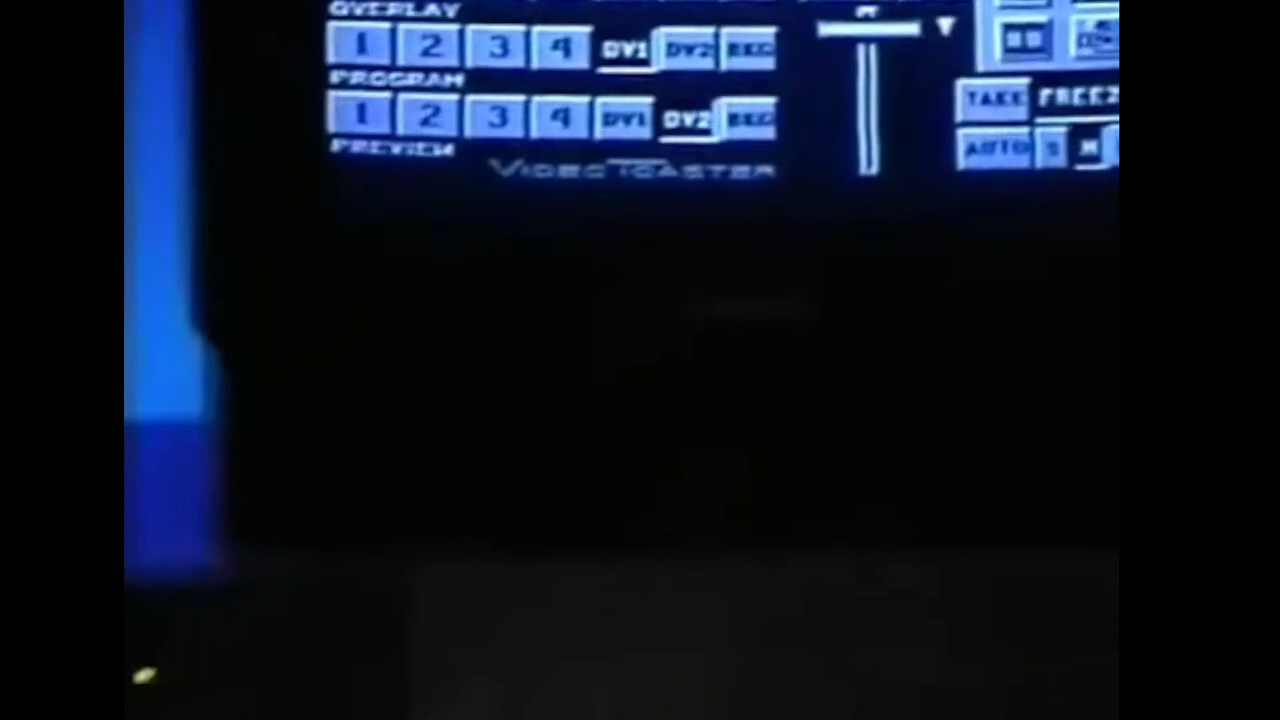 OVERLAY
1 2 3 4 DV1 DV2 BKG
PROGRAM
1 2 3 4 DV1 DV2 BKG
PREVIEW
VIDEO TOASTER
TAKE
AUTO S M